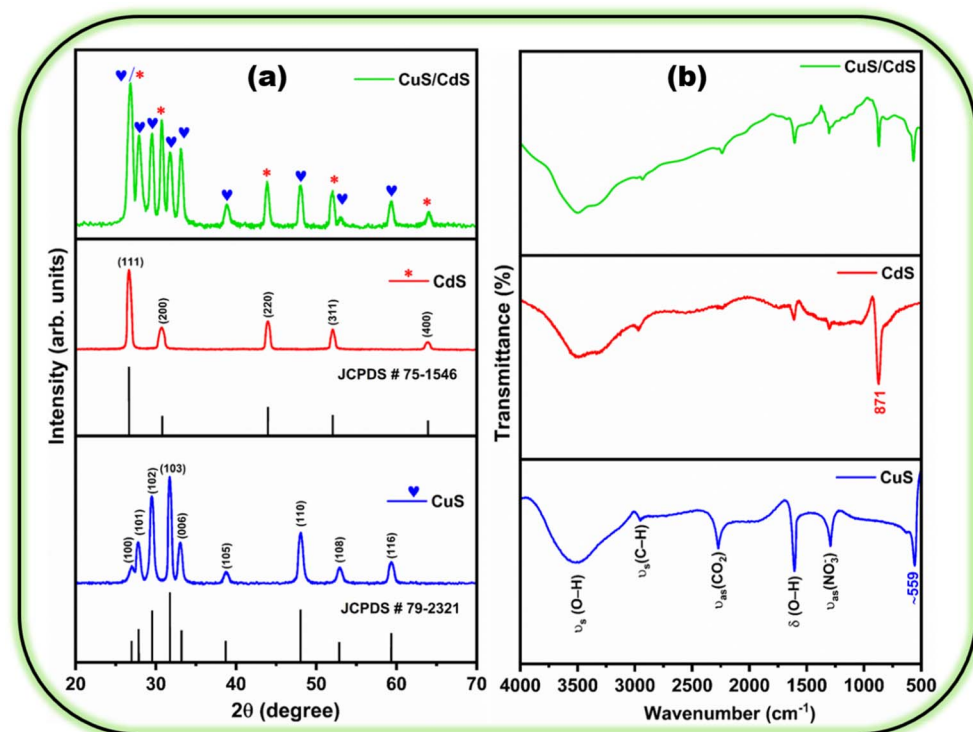 (a)
♥/*
CuS/CdS
*
♥
♥
♥
♥
♥
*
♥
*
♥
♥
*
(111)
(200)
(220)
(311)
(400)
*
CdS
JCPDS # 75-1546
(100)
(101)
(102)
(103)
(006)
(105)
(110)
(108)
(116)
♥
CuS
JCPDS # 79-2321
Intensity (arb. units)
20 30 40 50 60 70
2θ (degree)
(b)
CuS/CdS
CdS
871
CuS
υs (O–H)
υs(C–H)
υas(CO2)
δ (O–H)
υas(NO3−)
~559
Transmittance (%)
4000 3500 3000 2500 2000 1500 1000 500
Wavenumber (cm-1)